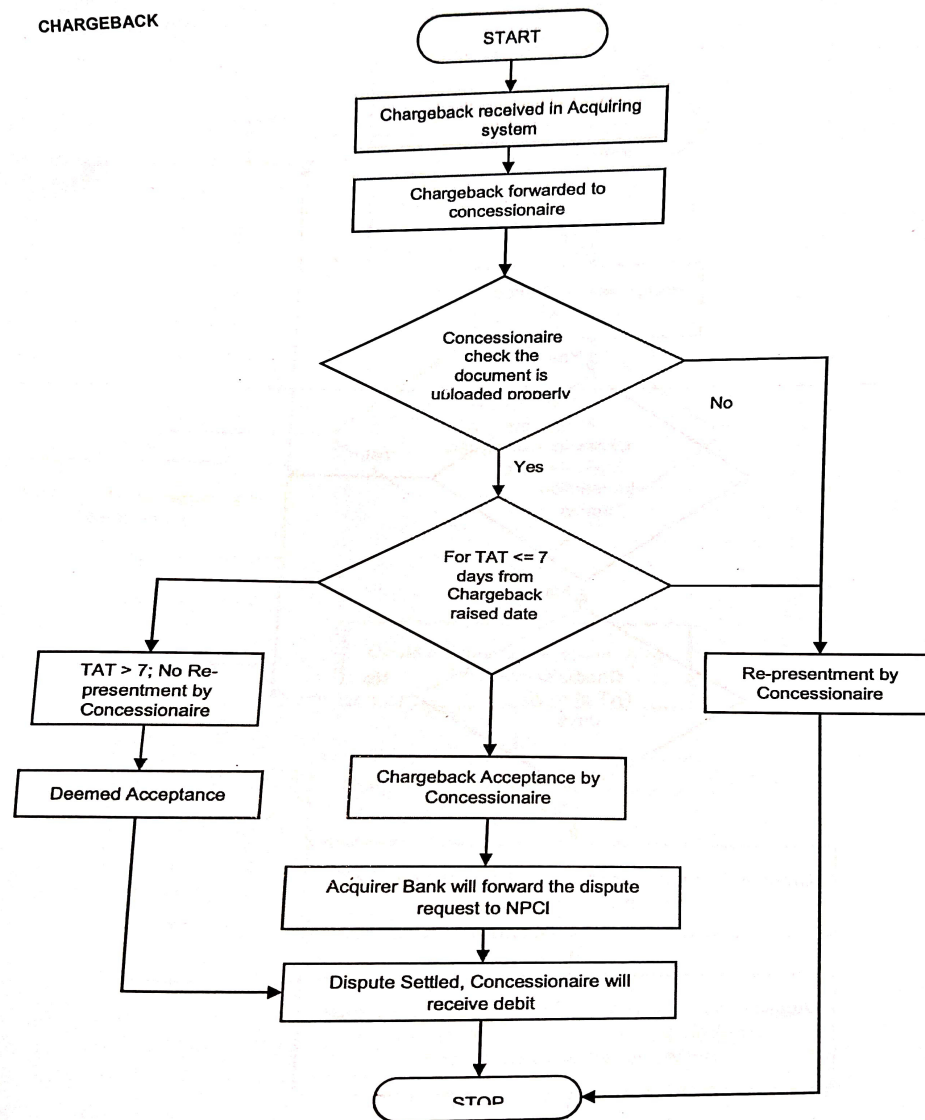 CHARGEBACK
START
Chargeback received in Acquiring
system
Chargeback forwarded to
concessionaire
Concessionaire
check the
document is
uploaded properly
No
Yes
For TAT <= 7
days from
Chargeback
raised date
TAT > 7; No Re-
presentment by
Concessionaire
Re-presentment by
Concessionaire
Deemed Acceptance
Chargeback Acceptance by
Concessionaire
Acquirer Bank will forward the dispute
request to NPCI
Dispute Settled, Concessionaire will
receive debit
STOP